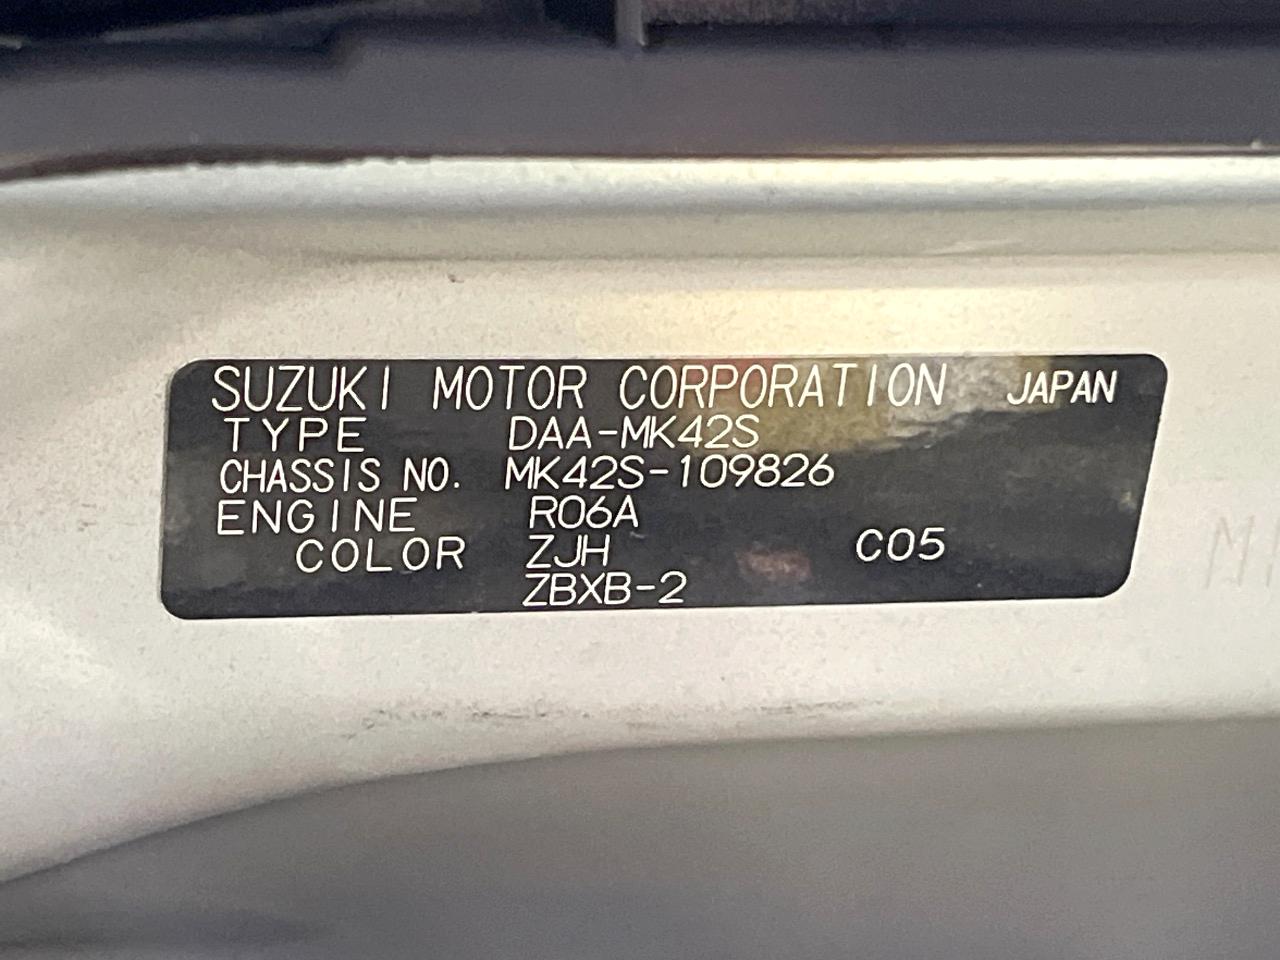 SUZUKI MOTOR CORPORATION JAPAN
TYPE DAA-MK42S
CHASSIS NO. MK42S-109826
ENGINE R06A
COLOR ZJH C05
ZBXB-2